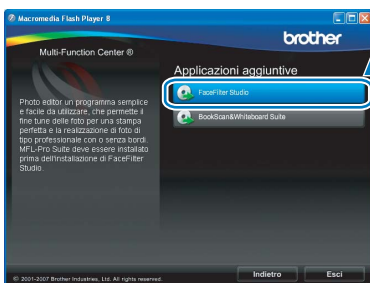 Macromedia Flash Player 8
brother
Multi-Function Center ®
Applicazioni aggiuntive
FaceFilter Studio
BookScan&Whiteboard Suite
Photo editor un programma semplice
e facile da utilizzare, che permette il
fine tune delle foto per una stampa
perfetta e la realizzazione di foto di
tipo professionale con o senza bordi.
MFL-Pro Suite deve essere installato
prima dell'installazione di FaceFilter
Studio.
Indietro
Esci
© 2001-2007 Brother Industries, Ltd. All rights reserved.